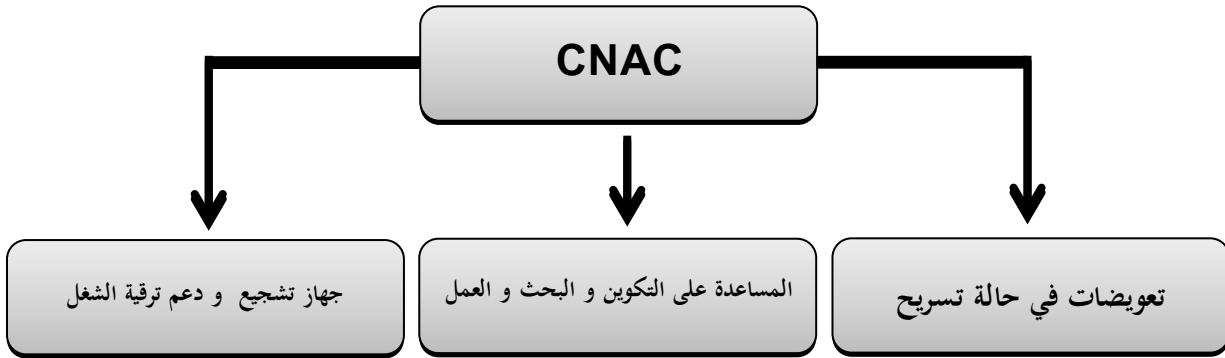 CNAC
تعويضات في حالة تسريح
المساعدة على التكوين و البحث و العمل
جهاز تشجيع و دعم ترقية الشغل